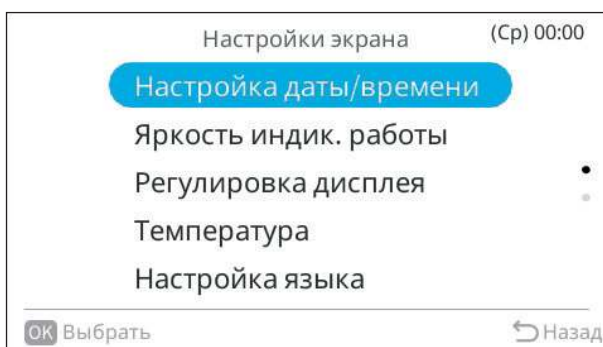 Настройки экрана (Ср) 00:00
Настройка даты/времени
Яркость индик. работы
Регулировка дисплея
Температура
Настройка языка
OK Выбрать Назад